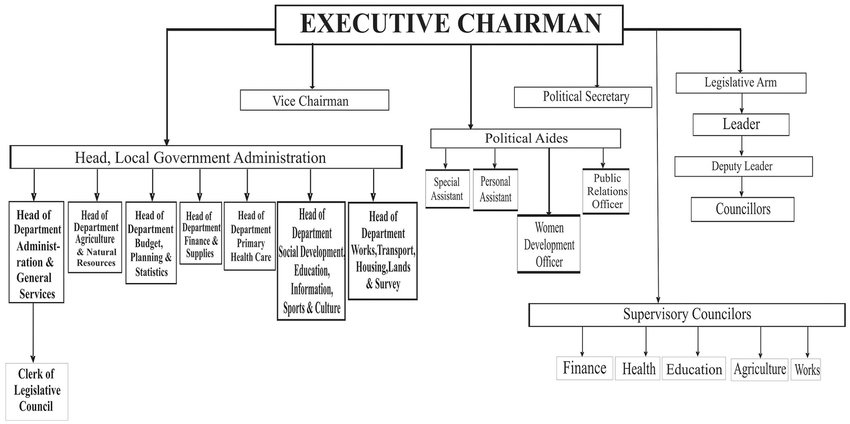 EXECUTIVE CHAIRMAN
Vice Chairman
Political Secretary
Legislative Arm
Leader
Deputy Leader
Councillors
Political Aides
Special
Assistant
Personal
Assistant
Women
Development
Officer
Public
Relations
Officer
Head, Local Government Administration
Head of
Department
Administ-
ration &
General
Services
Head of
Department
Agriculture
& Natural
Resources
Head of
Department
Budget,
Planning &
Statistics
Head of
Department
Finance &
Supplies
Head of
Department
Primary
Health Care
Head of
Department
Social Development,
Education,
Information,
Sports & Culture
Head of
Department
Works,Transport,
Housing,Lands
& Survey
Clerk of
Legislative
Council
Supervisory Councilors
Finance
Health
Education
Agriculture
Works